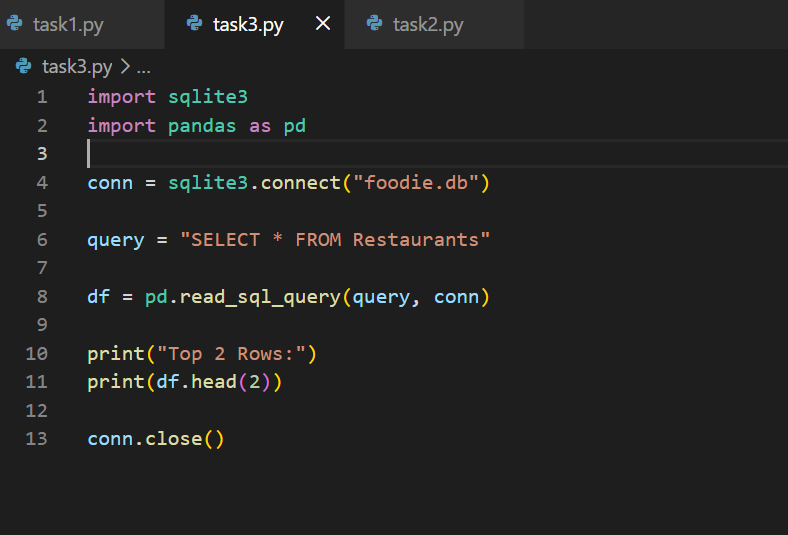 task1.py task3.py × task2.py
task3.py > ...
1 import sqlite3
2 import pandas as pd
3
4 conn = sqlite3.connect("foodie.db")
5
6 query = "SELECT * FROM Restaurants"
7
8 df = pd.read_sql_query(query, conn)
9
10 print("Top 2 Rows:")
11 print(df.head(2))
12
13 conn.close()